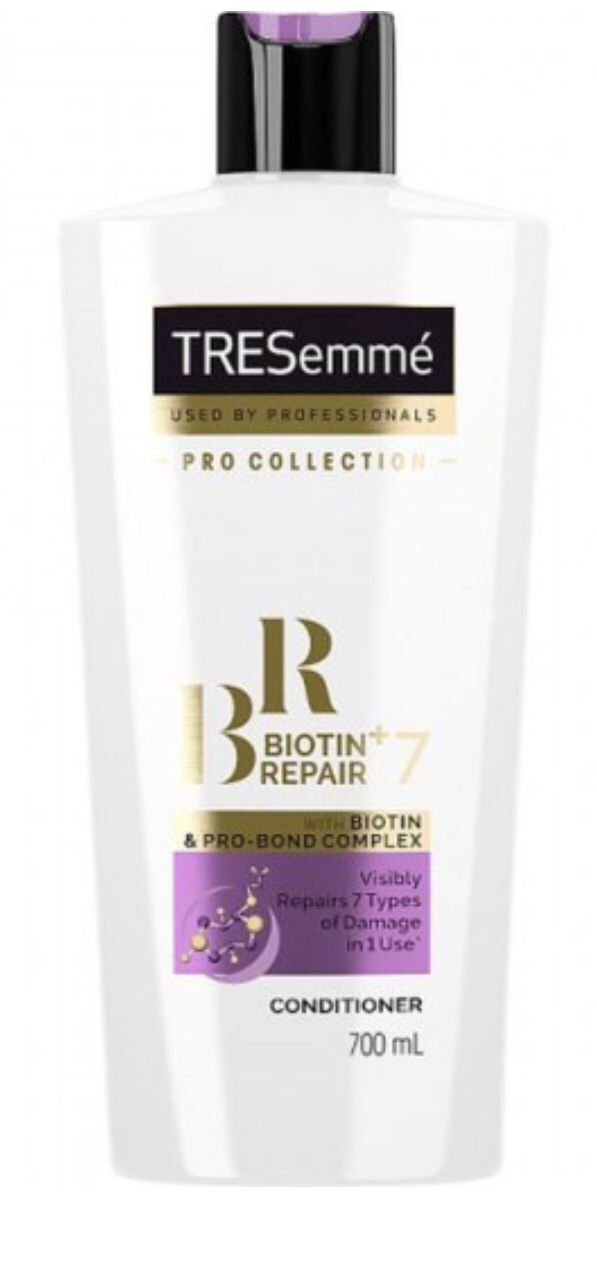 TRESemmé
USED BY PROFESSIONALS
PRO COLLECTION
BR
BIOTIN+7
REPAIR
WITH BIOTIN
& PRO-BOND COMPLEX
Visibly
Repairs 7 Types
of Damage
in 1 Use*
CONDITIONER
700 mL